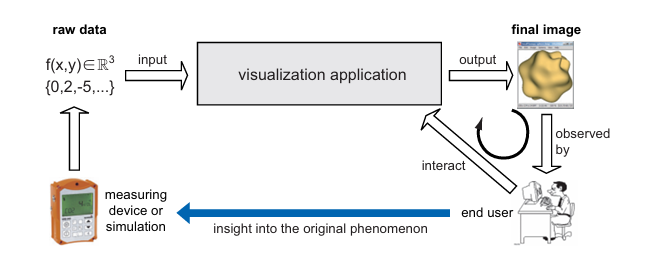 raw data
final image
f(x,y)∈ℝ³
{0,2,-5,...}
input
visualization application
output
observed
by
interact
measuring
device or
simulation
end user
insight into the original phenomenon